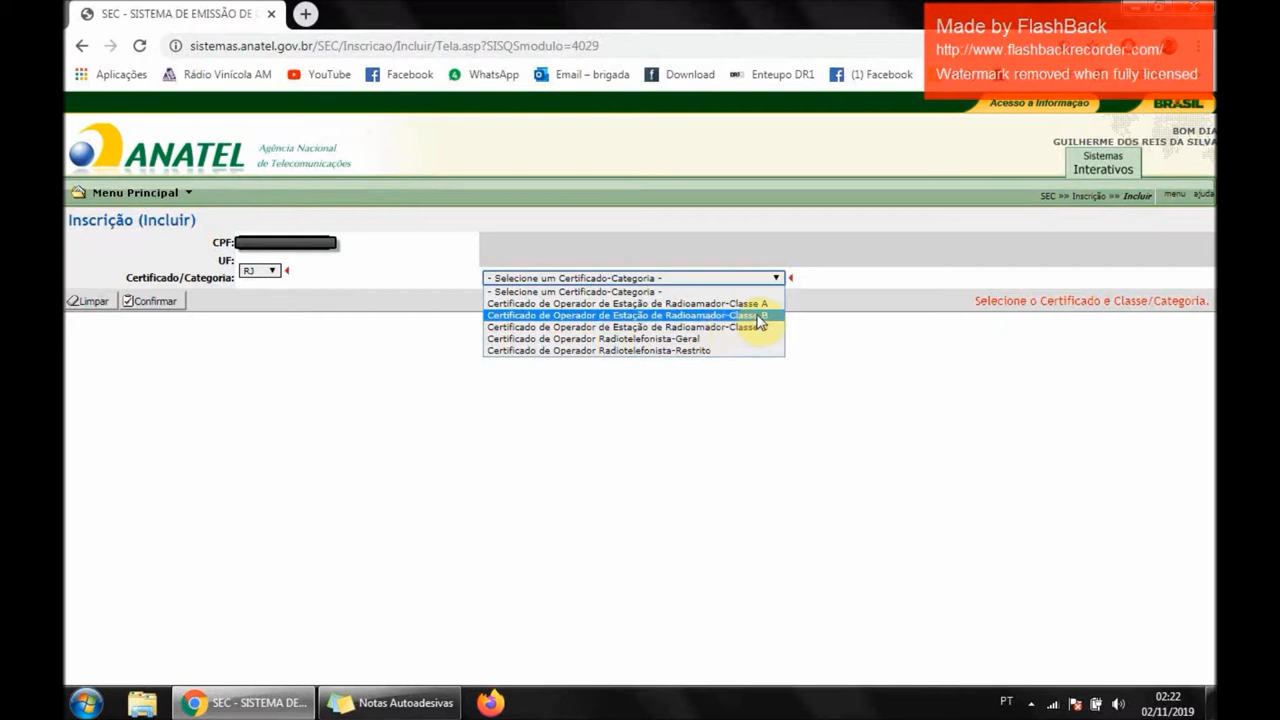 SEC - SISTEMA DE EMISSÃO DE
Made by FlashBack
http://www.flashbackrecorder.com/
Watermark removed when fully licensed
sistemas.anatel.gov.br/SEC/Inscricao/Incluir/Tela.asp?SISQSmodulo=4029
Aplicações
Rádio Vinícola AM
YouTube
Facebook
WhatsApp
Email – brigada
Download
Enteupo DR1
(1) Facebook
Acesso a Informação
BRASIL
ANATEL
Agência Nacional
de Telecomunicações
BOM DIA
GUILHERME DOS REIS DA SILVA
Sistemas
Interativos
Menu Principal
SEC »» Inscrição »» Incluir
menu
ajuda
Inscrição (Incluir)
CPF:
UF:
RJ
Certificado/Categoria:
- Selecione um Certificado-Categoria -
- Selecione um Certificado-Categoria -
Certificado de Operador de Estação de Radioamador-Classe A
Certificado de Operador de Estação de Radioamador-Classe B
Certificado de Operador de Estação de Radioamador-Classe
Certificado de Operador Radiotelefonista-Geral
Certificado de Operador Radiotelefonista-Restrito
Limpar
Confirmar
Selecione o Certificado e Classe/Categoria.
SEC - SISTEMA DE...
Notas Autoadesivas
PT
02:22
02/11/2019